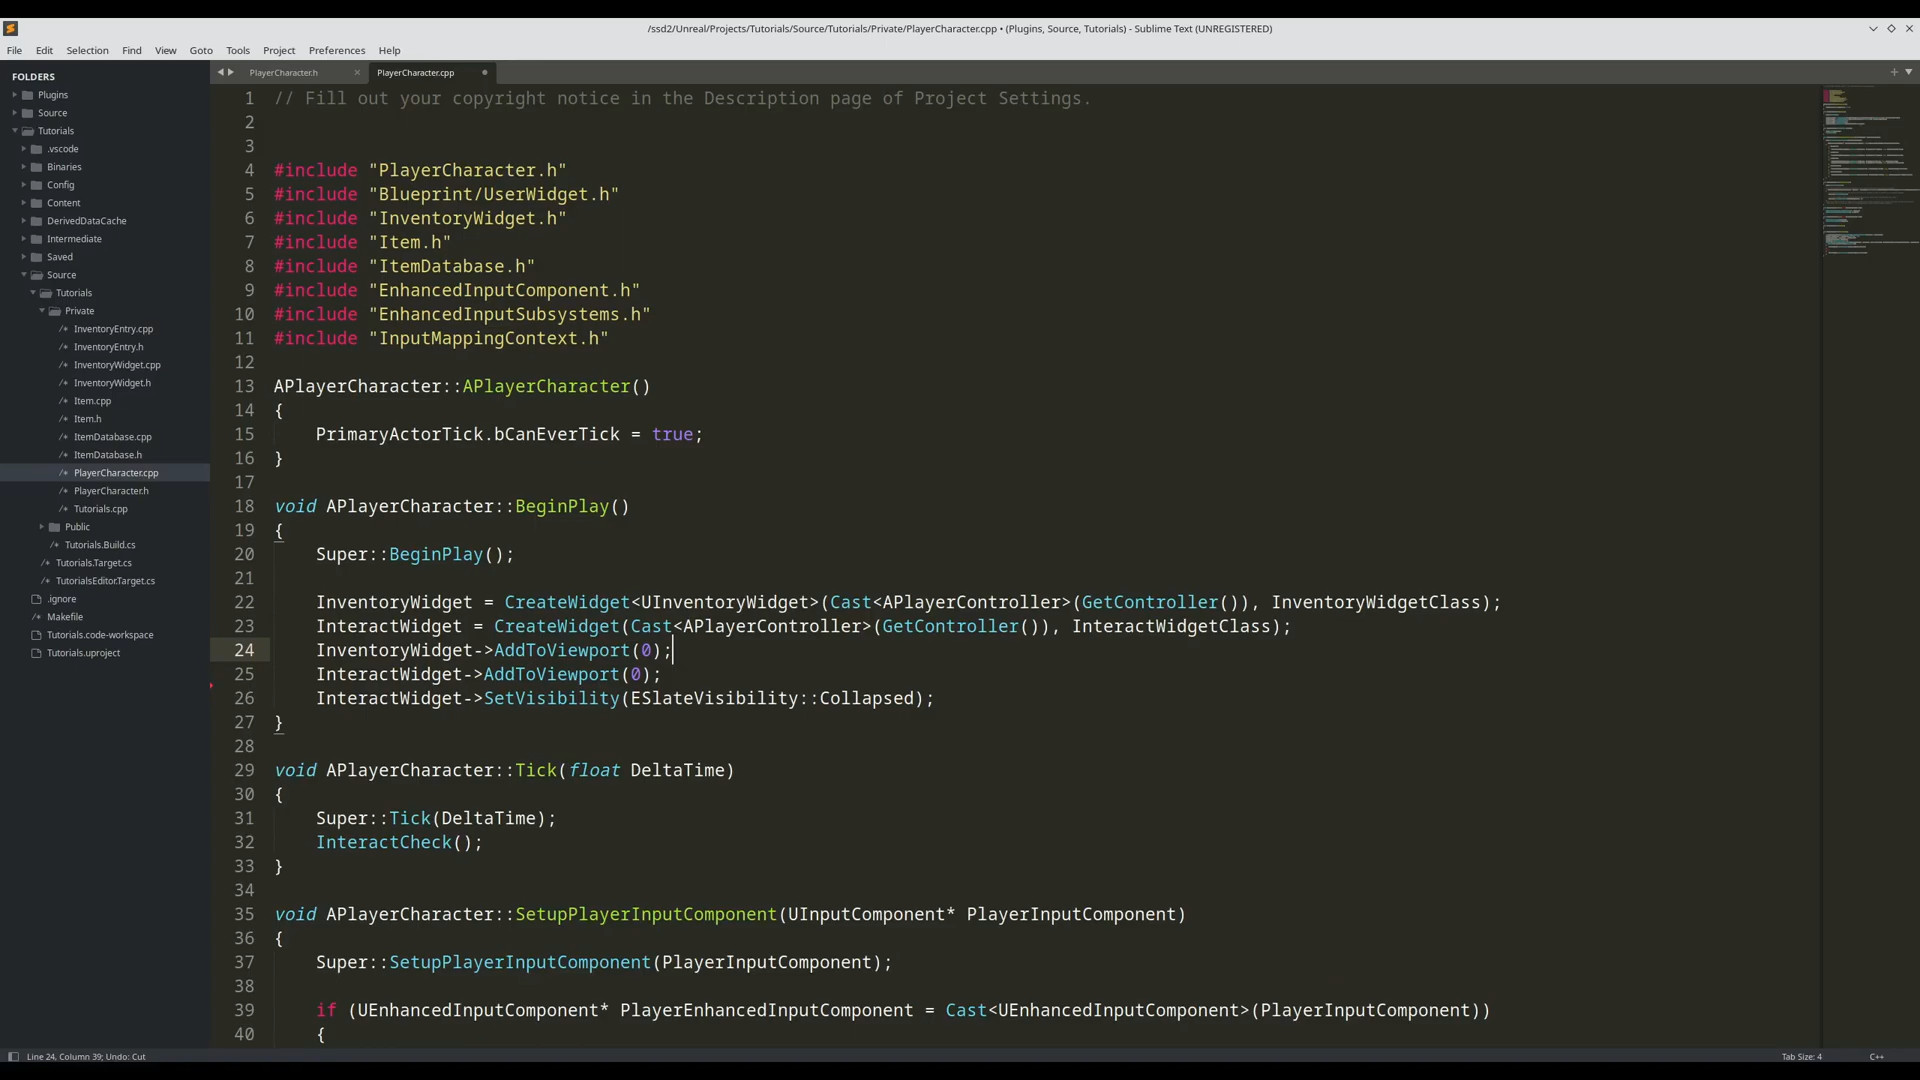 /ssd2/Unreal/Projects/Tutorials/Source/Tutorials/Private/PlayerCharacter.cpp • (Plugins, Source, Tutorials) - Sublime Text (UNREGISTERED)
File Edit Selection Find View Goto Tools Project Preferences Help
FOLDERS
Plugins
Source
Tutorials
.vscode
Binaries
Config
Content
DerivedDataCache
Intermediate
Saved
Source
Tutorials
Private
/* InventoryEntry.cpp
/* InventoryEntry.h
/* InventoryWidget.cpp
/* InventoryWidget.h
/* Item.cpp
/* Item.h
/* ItemDatabase.cpp
/* ItemDatabase.h
/* PlayerCharacter.cpp
/* PlayerCharacter.h
/* Tutorials.cpp
Public
/* Tutorials.Build.cs
/* Tutorials.Target.cs
/* TutorialsEditor.Target.cs
.ignore
Makefile
Tutorials.code-workspace
Tutorials.uproject
PlayerCharacter.h × PlayerCharacter.cpp •
1 // Fill out your copyright notice in the Description page of Project Settings.
2
3
4 #include "PlayerCharacter.h"
5 #include "Blueprint/UserWidget.h"
6 #include "InventoryWidget.h"
7 #include "Item.h"
8 #include "ItemDatabase.h"
9 #include "EnhancedInputComponent.h"
10 #include "EnhancedInputSubsystems.h"
11 #include "InputMappingContext.h"
12
13 APlayerCharacter::APlayerCharacter()
14 {
15 PrimaryActorTick.bCanEverTick = true;
16 }
17
18 void APlayerCharacter::BeginPlay()
19 {
20 Super::BeginPlay();
21
22 InventoryWidget = CreateWidget<UInventoryWidget>(Cast<APlayerController>(GetController()), InventoryWidgetClass);
23 InteractWidget = CreateWidget(Cast<APlayerController>(GetController()), InteractWidgetClass);
24 InventoryWidget->AddToViewport(0);
25 InteractWidget->AddToViewport(0);
26 InteractWidget->SetVisibility(ESlateVisibility::Collapsed);
27 }
28
29 void APlayerCharacter::Tick(float DeltaTime)
30 {
31 Super::Tick(DeltaTime);
32 InteractCheck();
33 }
34
35 void APlayerCharacter::SetupPlayerInputComponent(UInputComponent* PlayerInputComponent)
36 {
37 Super::SetupPlayerInputComponent(PlayerInputComponent);
38
39 if (UEnhancedInputComponent* PlayerEnhancedInputComponent = Cast<UEnhancedInputComponent>(PlayerInputComponent))
40 {
Line 24, Column 39; Undo: Cut
Tab Size: 4
C++